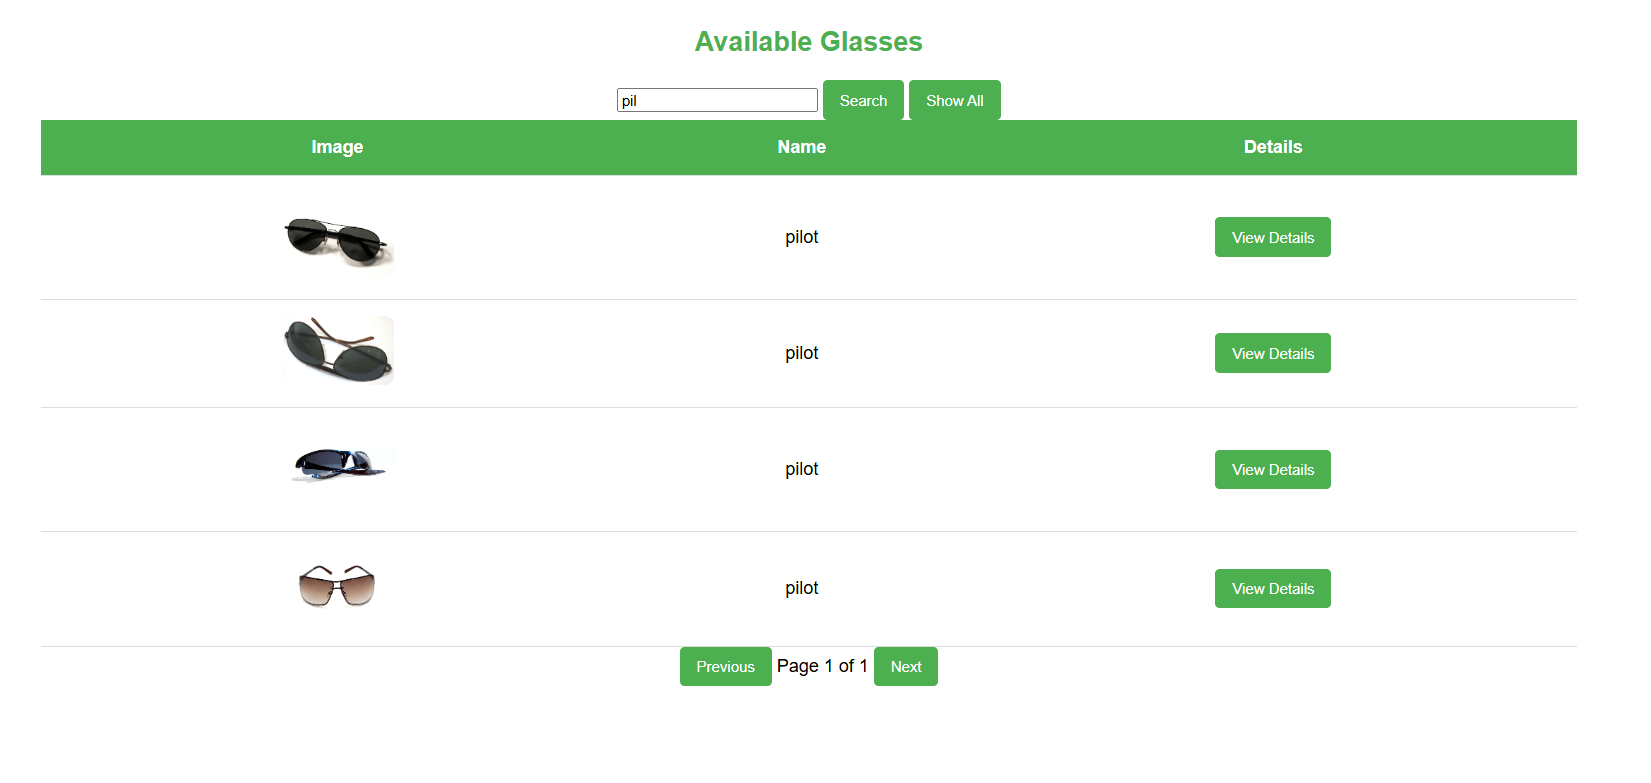 Available Glasses
pil Search Show All
Image Name Details
pilot View Details
pilot View Details
pilot View Details
pilot View Details
Previous Page 1 of 1 Next